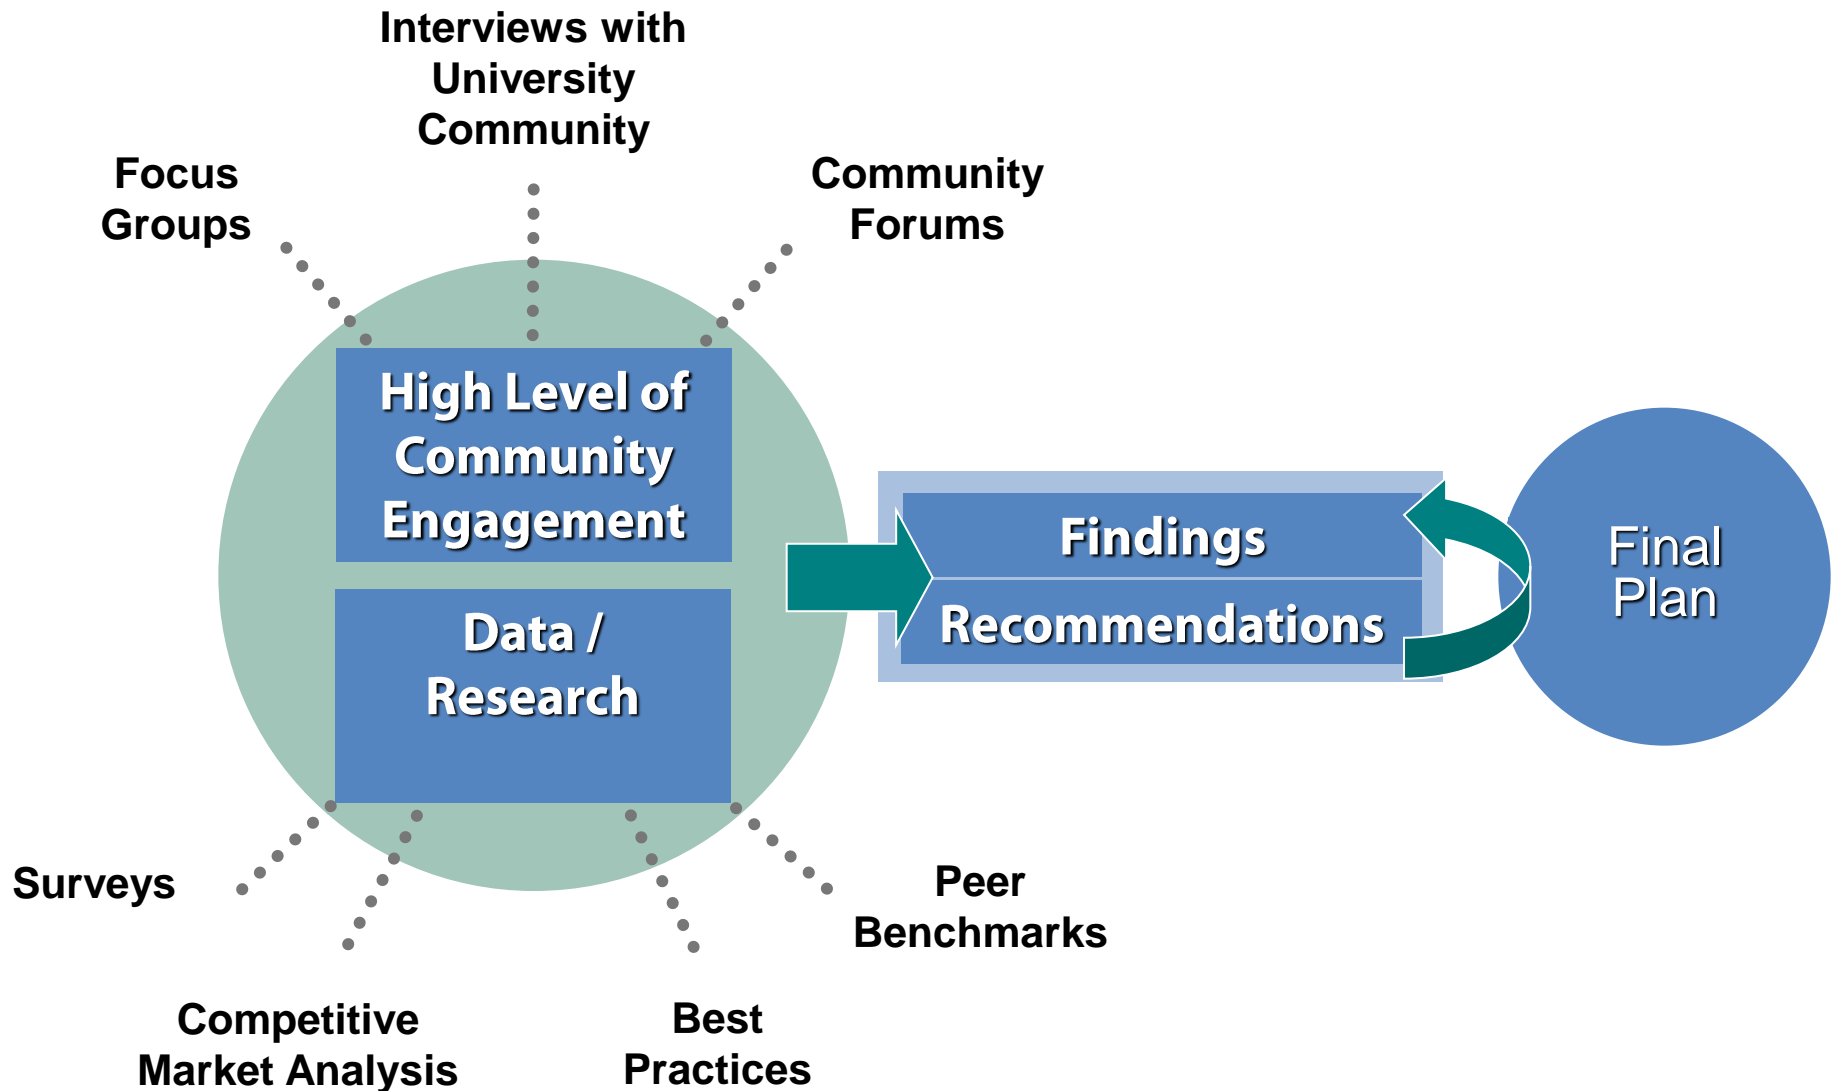 Interviews with
University
Community
Focus
Groups
Community
Forums
High Level of
Community
Engagement
Data /
Research
Findings
Recommendations
Final
Plan
Surveys
Peer
Benchmarks
Competitive
Market Analysis
Best
Practices